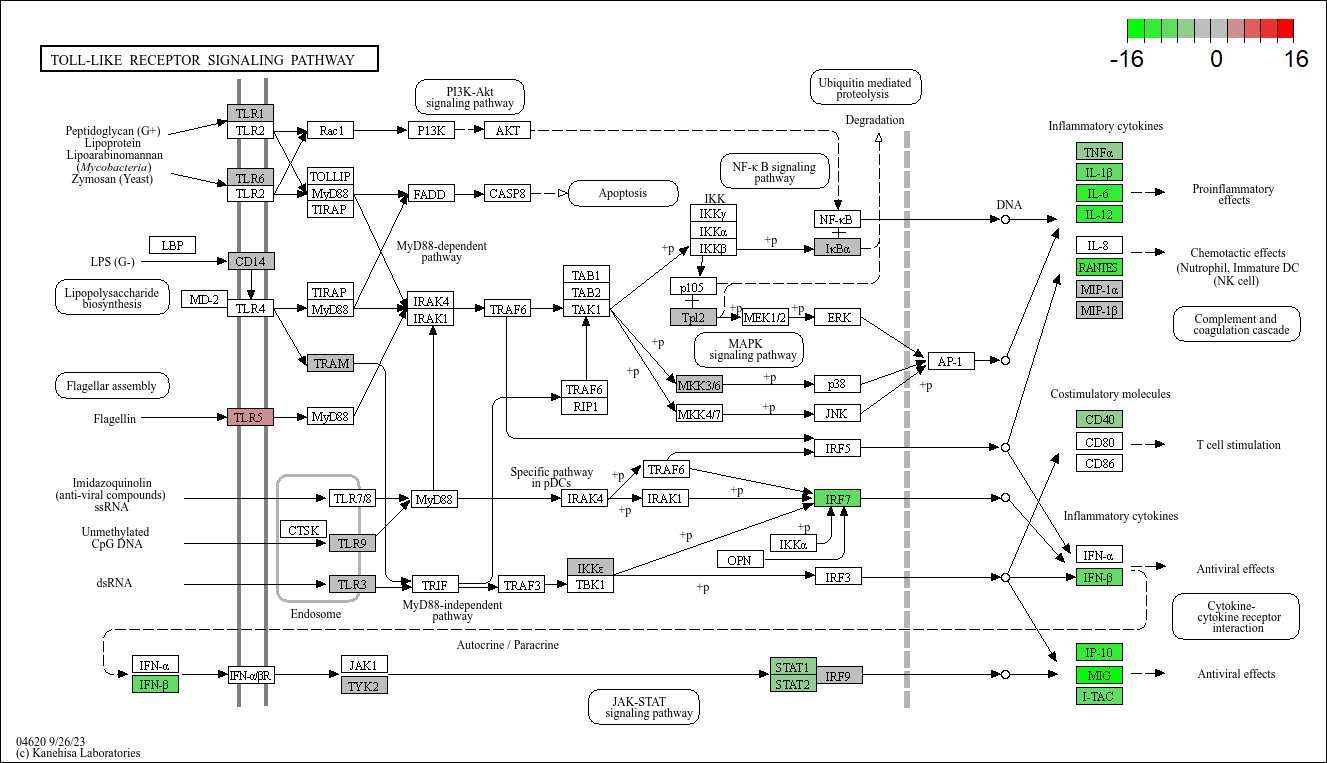 -16
0
16
TOLL-LIKE RECEPTOR SIGNALING PATHWAY
PI3K-Akt
signaling pathway
Ubiquitin mediated
proteolysis
Degradation
Inflammatory cytokines
Peptidoglycan (G+)
Lipoprotein
Lipoarabinomannan
(Mycobacteria)
Zymosan (Yeast)
TLR1
TLR2
Rac1
P13K
AKT
TLR6
TLR2
TOLLIP
MyD88
TIRAP
FADD
CASP8
Apoptosis
NF-κ B signaling
pathway
TNFα
IL-1β
IL-6
IL-12
Proinflammatory
effects
IKK
IKKγ
IKKα
IKKβ
NF-κB
IκBα
+p
+p
DNA
LBP
LPS (G-)
CD14
MyD88-dependent
pathway
IL-8
RANTES
MIP-1α
MIP-1β
Chemotactic effects
(Nutrophil, Immature DC
(NK cell)
Lipopolysaccharide
biosynthesis
MD-2
TLR4
TIRAP
MyD88
IRAK4
IRAK1
TRAF6
TAB1
TAB2
TAK1
p105
Tpl2
+p
MEK1/2
+p
ERK
Complement and
coagulation cascade
+p
MAPK
signaling pathway
TRAM
+p
AP-1
+p
Flagellar assembly
MKK3/6
+p
p38
TRAF6
RIP1
MKK4/7
+p
JNK
Costimulatory molecules
Flagellin
TLR5
MyD88
CD40
CD80
CD86
T cell stimulation
IRF5
Specific pathway
in pDCs
+p
TRAF6
Imidazoquinolin
(anti-viral compounds)
ssRNA
TLR7/8
MyD88
IRAK4
+p
IRAK1
+p
IRF7
Inflammatory cytokines
Unmethylated
CpG DNA
CTSK
TLR9
+p
+p
IKKα
OPN
IFN-α
IFN-β
Antiviral effects
dsRNA
TLR3
TRIF
TRAF3
IKKε
TBK1
+p
IRF3
Endosome
MyD88-independent
pathway
Cytokine-
cytokine receptor
interaction
Autocrine / Paracrine
IFN-α
IFN-β
IFN-α/βR
JAK1
TYK2
STAT1
STAT2
IRF9
IP-10
MIG
I-TAC
Antiviral effects
JAK-STAT
signaling pathway
04620 9/26/23
(c) Kanehisa Laboratories